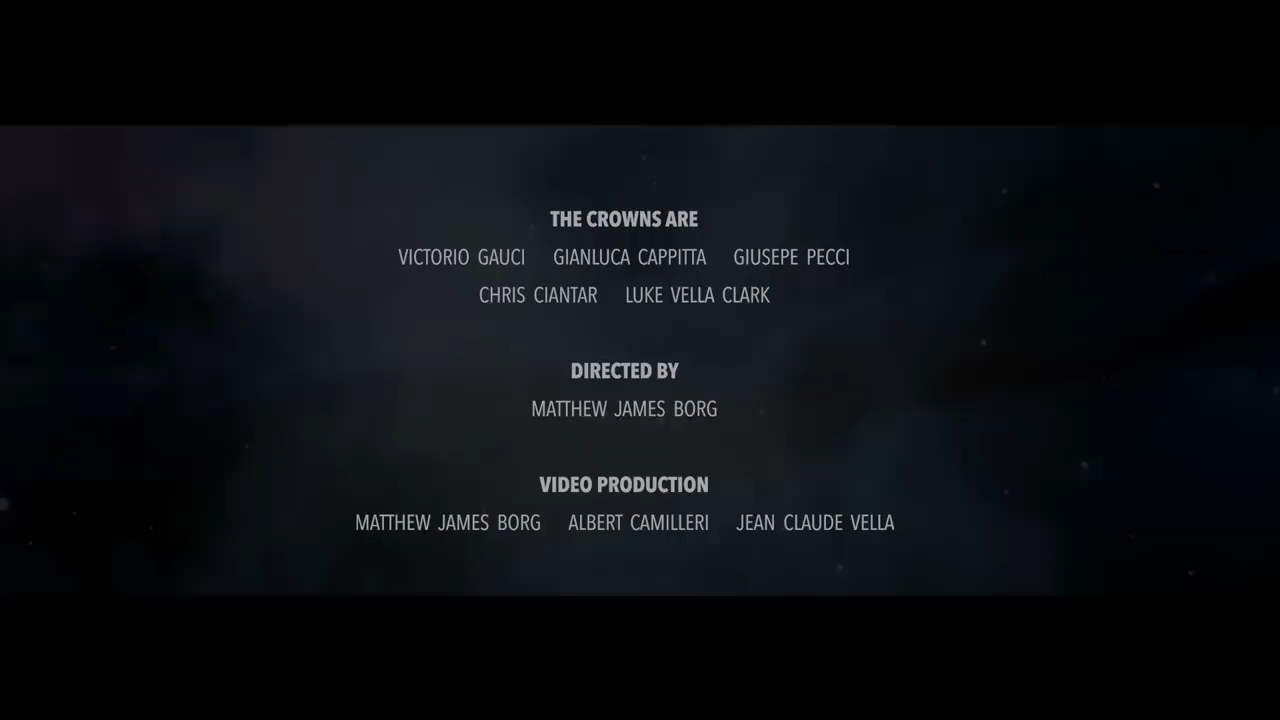 THE CROWNS ARE
VICTORIO GAUCI GIANLUCA CAPPITTA GIUSEPE PECCI
CHRIS CIANTAR LUKE VELLA CLARK
DIRECTED BY
MATTHEW JAMES BORG
VIDEO PRODUCTION
MATTHEW JAMES BORG ALBERT CAMILLERI JEAN CLAUDE VELLA